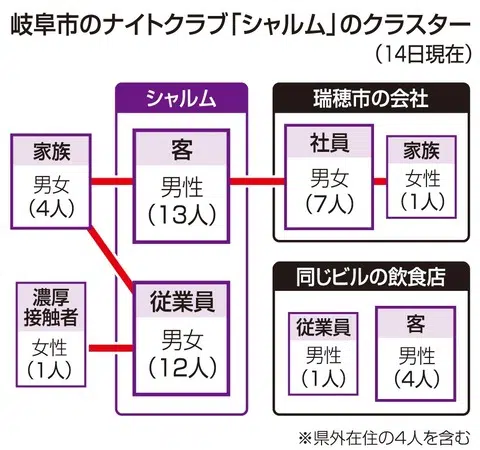 岐阜市のナイトクラブ「シャルム」のクラスター
(14日現在)
シャルム
家族
男女
(4人)
客
男性
(13人)
濃厚
接触者
女性
(1人)
従業員
男女
(12人)
瑞穂市の会社
社員
男女
(7人)
家族
女性
(1人)
同じビルの飲食店
従業員
男性
(1人)
客
男性
(4人)
※県外在住の4人を含む